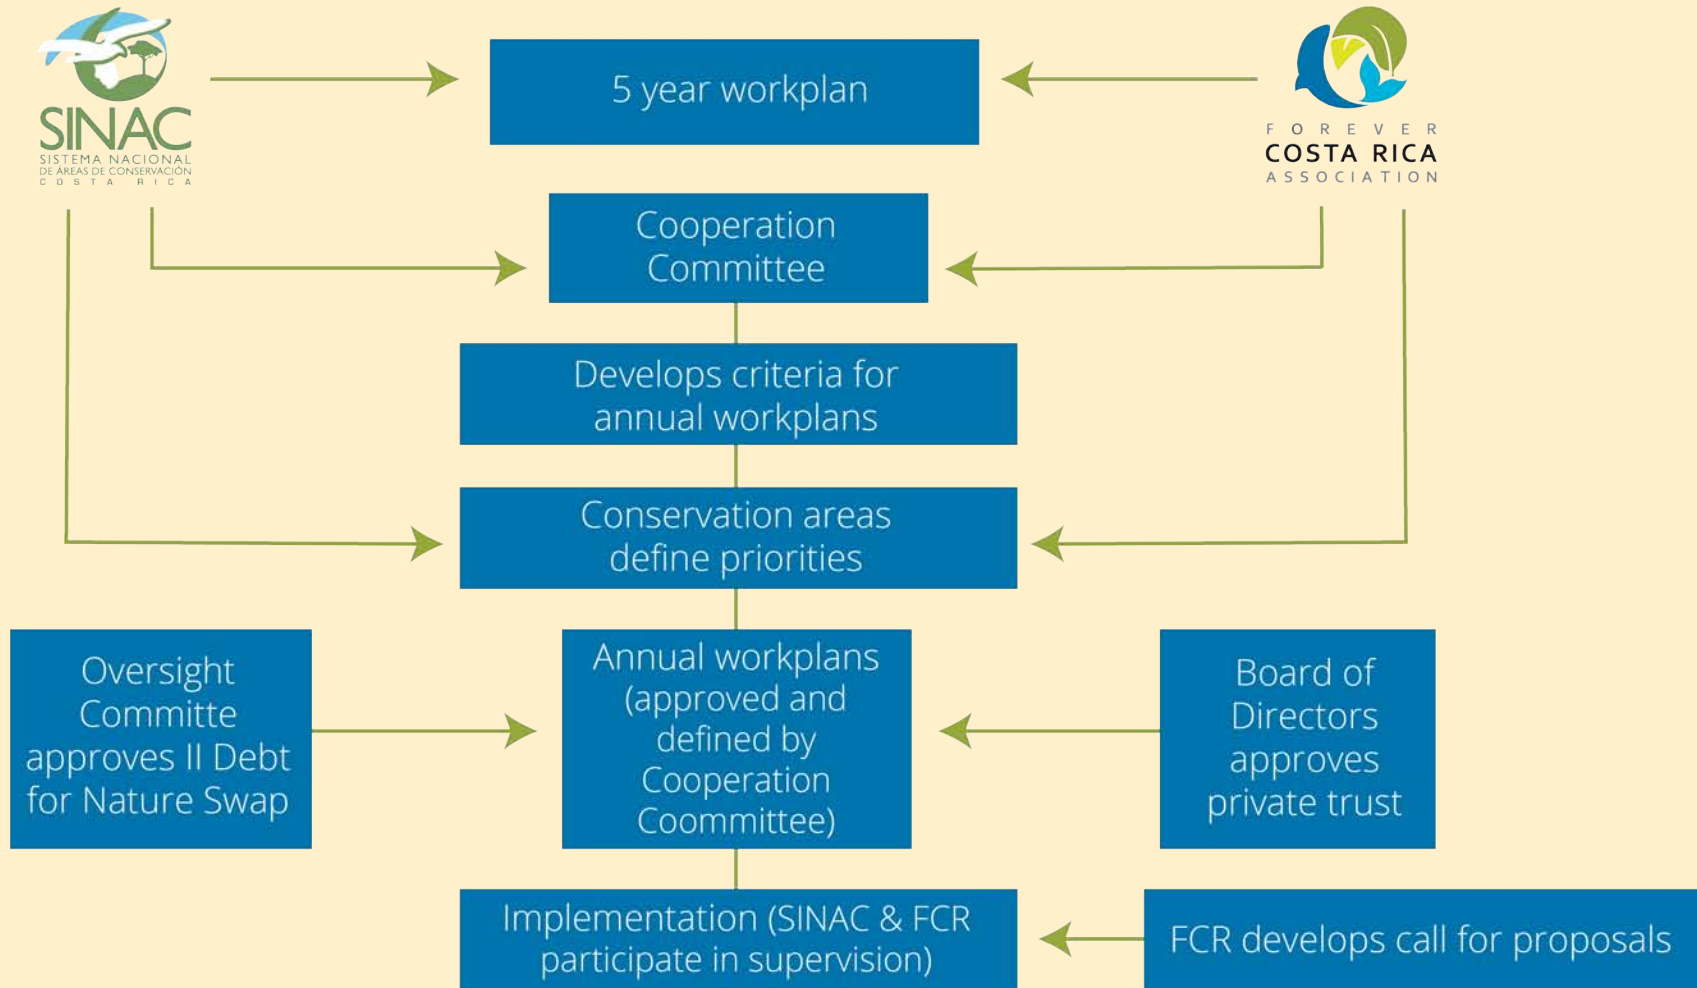 SINAC
SISTEMA NACIONAL
DE ÁREAS DE CONSERVACIÓN
COSTA RICA
5 year workplan
FOREVER
COSTA RICA
ASSOCIATION
Cooperation
Committee
Develops criteria for
annual workplans
Conservation areas
define priorities
Oversight
Committe
approves II Debt
for Nature Swap
Annual workplans
(approved and
defined by
Cooperation
Coommittee)
Board of
Directors
approves
private trust
Implementation (SINAC & FCR
participate in supervision)
FCR develops call for proposals